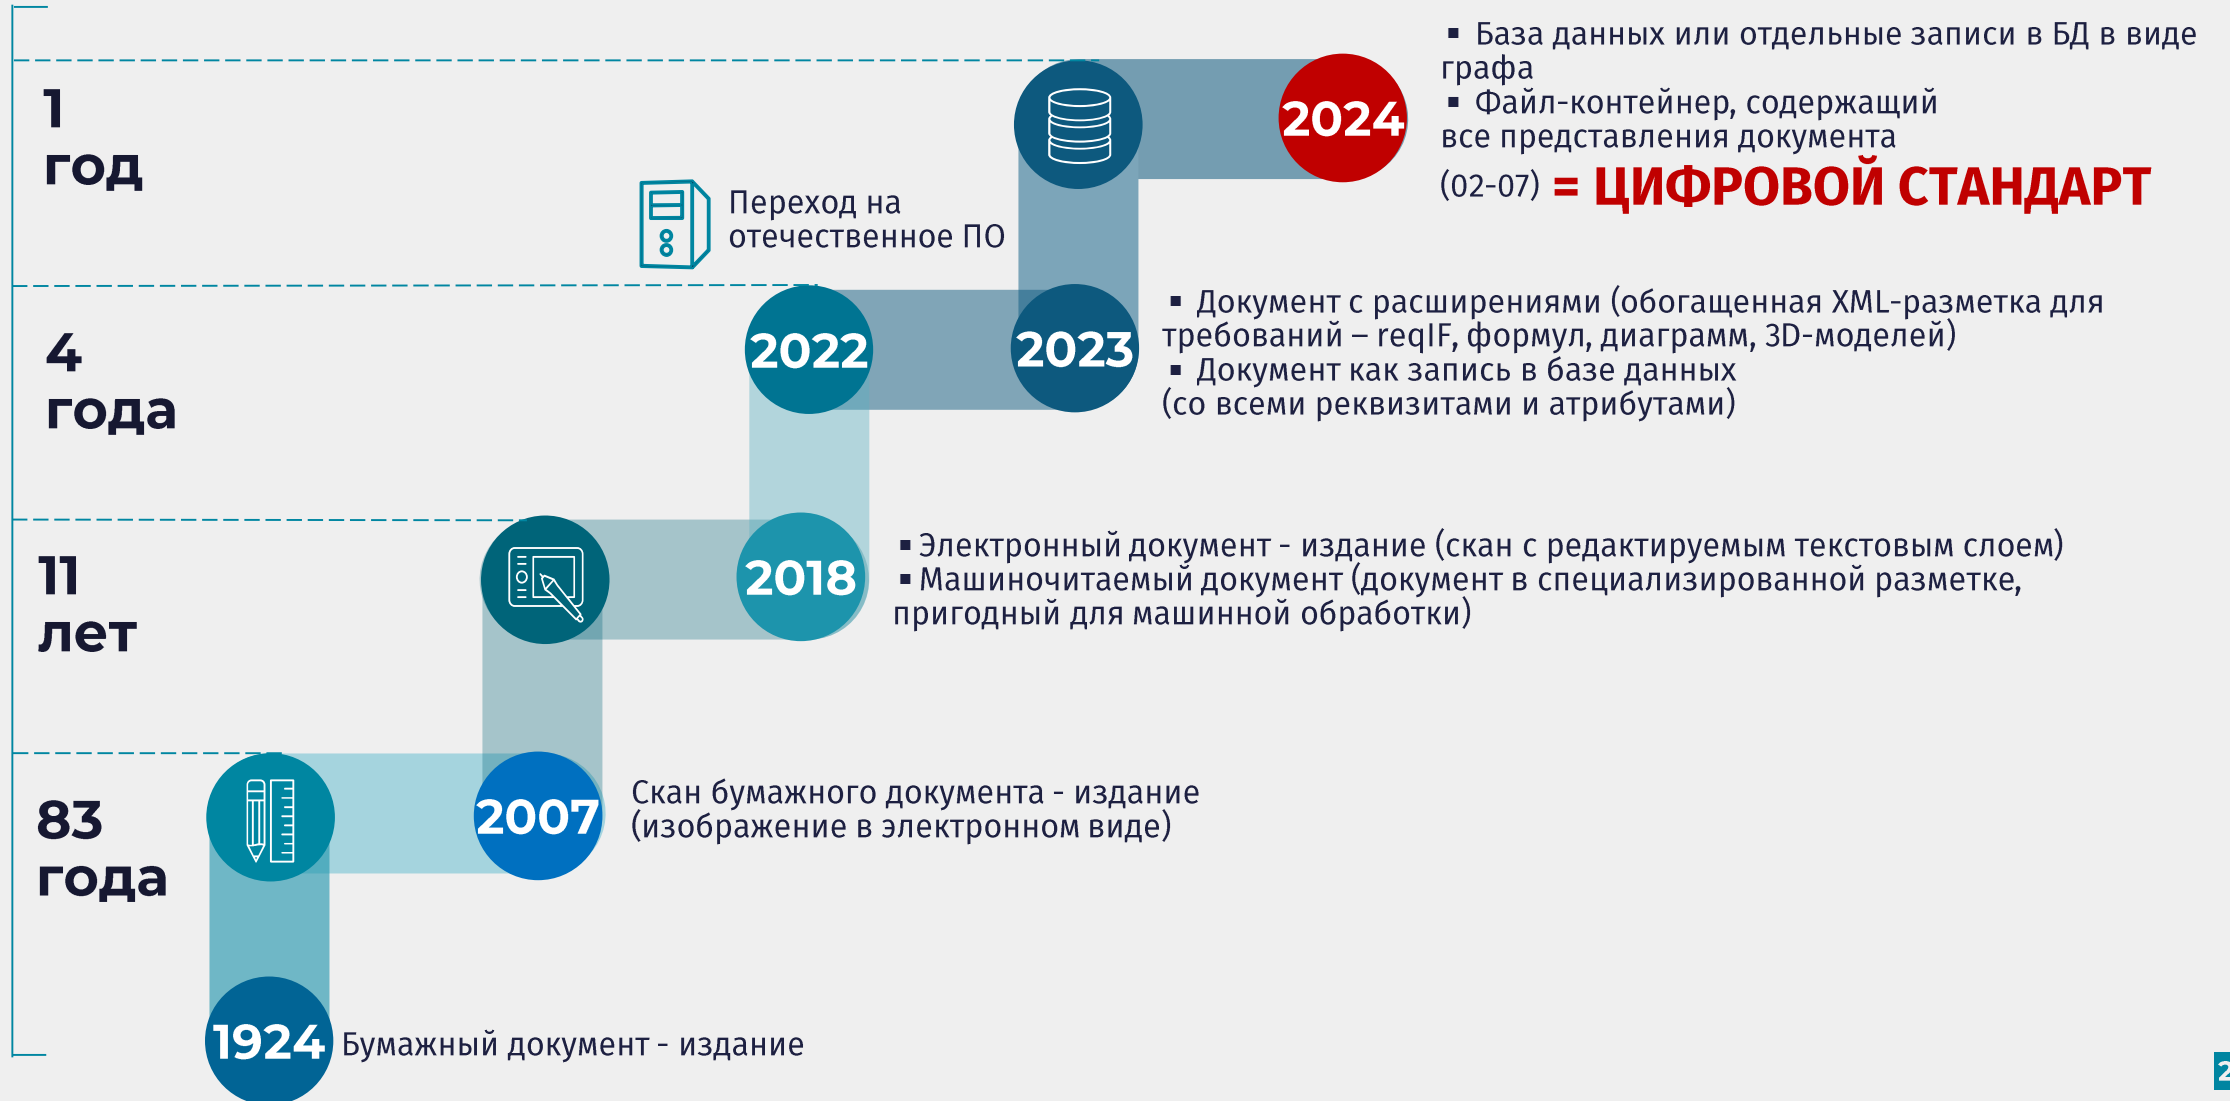 ▪ База данных или отдельные записи в БД в виде
графа
▪ Файл-контейнер, содержащий
все представления документа
(02-07) = ЦИФРОВОЙ СТАНДАРТ
2024
1
год
Переход на
отечественное ПО
4
года
2022
2023
▪ Документ с расширениями (обогащенная XML-разметка для
требований – reqIF, формул, диаграмм, 3D-моделей)
▪ Документ как запись в базе данных
(со всеми реквизитами и атрибутами)
11
лет
2018
▪ Электронный документ - издание (скан с редактируемым текстовым слоем)
▪ Машиночитаемый документ (документ в специализированной разметке,
пригодный для машинной обработки)
83
года
2007
Скан бумажного документа - издание
(изображение в электронном виде)
1924
Бумажный документ - издание
2